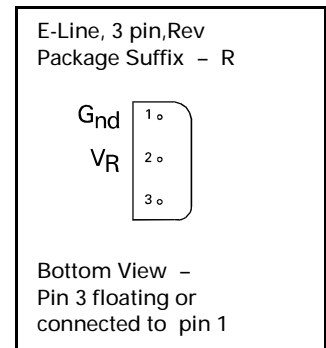 E-Line, 3 pin,Rev
Package Suffix – R
Gnd 1
VR 2
3
Bottom View –
Pin 3 floating or
connected to pin 1